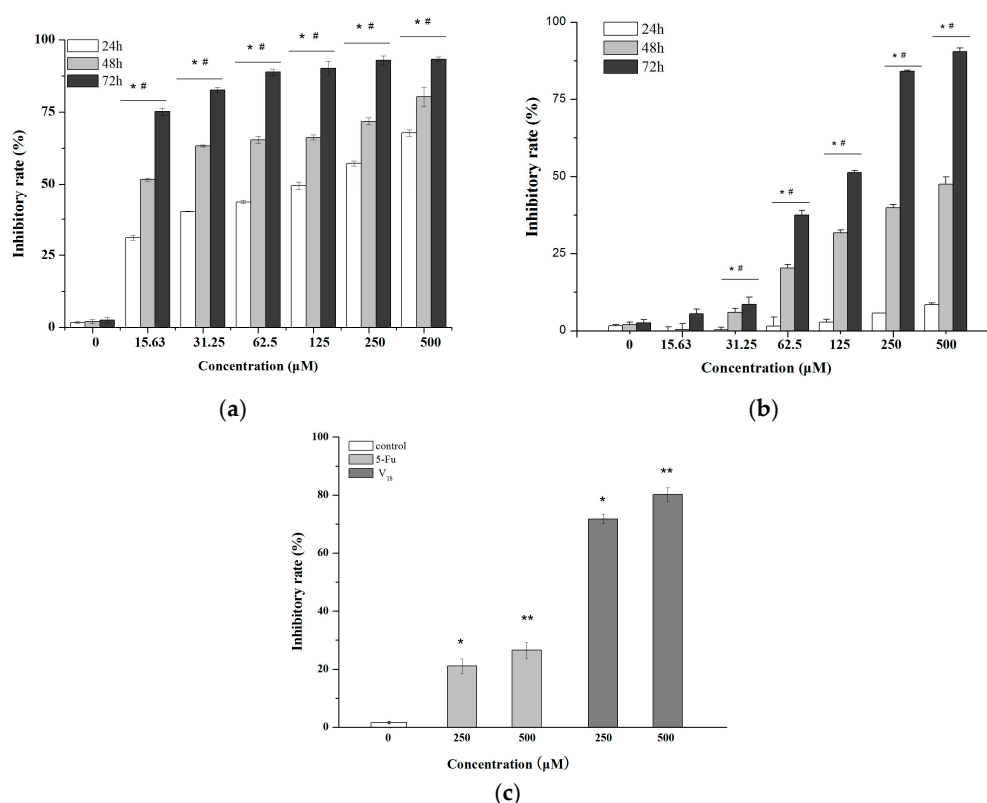 * # * # * # * # * # * #
24h
48h
72h
100
75
50
25
0
Inhibitory rate (%)
0 15.63 31.25 62.5 125 250 500
Concentration (μM)
(a)
* # * # * # * # * #
24h
48h
72h
100
75
50
25
0
Inhibitory rate (%)
0 15.63 31.25 62.5 125 250 500
Concentration (μM)
(b)
control
5-Fu
V18
100
80
60
40
20
0
Inhibitory rate (%)
* ** * **
0 250 500 250 500
Concentration (μM)
(c)